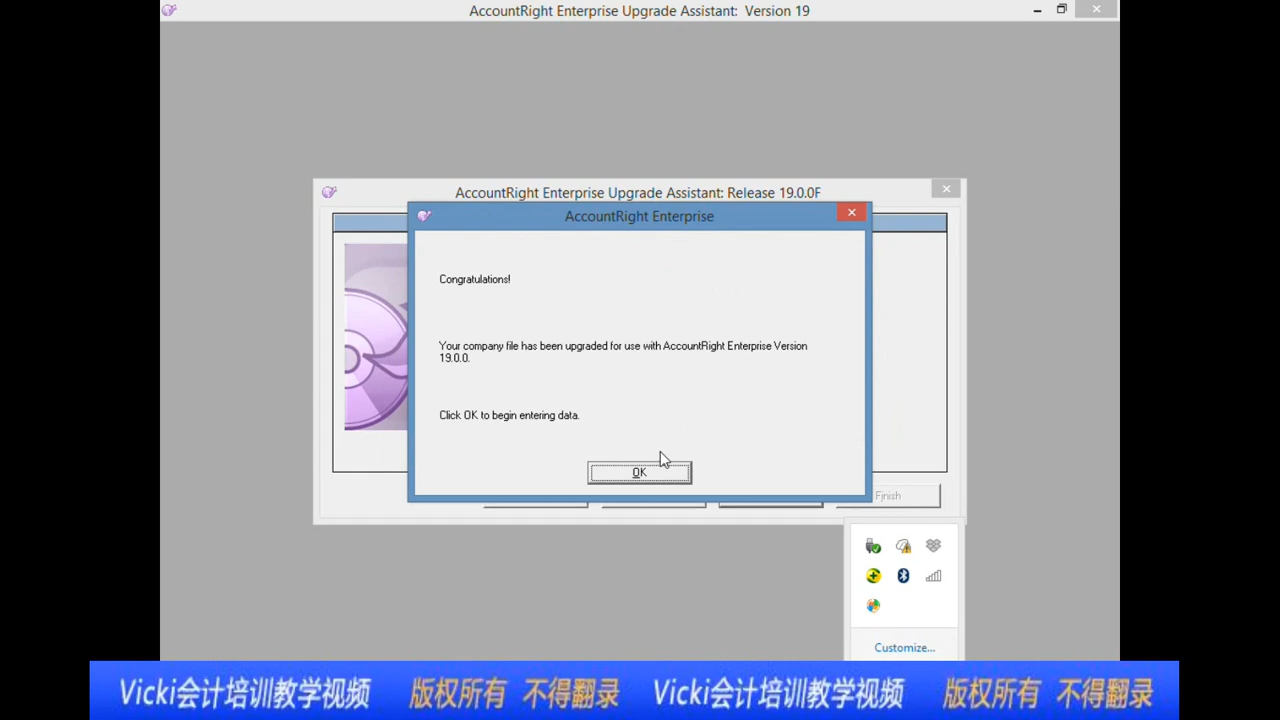 AccountRight Enterprise Upgrade Assistant: Version 19
AccountRight Enterprise Upgrade Assistant: Release 19.0.0F
AccountRight Enterprise
Congratulations!
Your company file has been upgraded for use with AccountRight Enterprise Version
19.0.0.
Click OK to begin entering data.
OK
Finish
Customize...
Vicki会计培训教学视频 版权所有 不得翻录 Vicki会计培训教学视频 版权所有 不得翻录